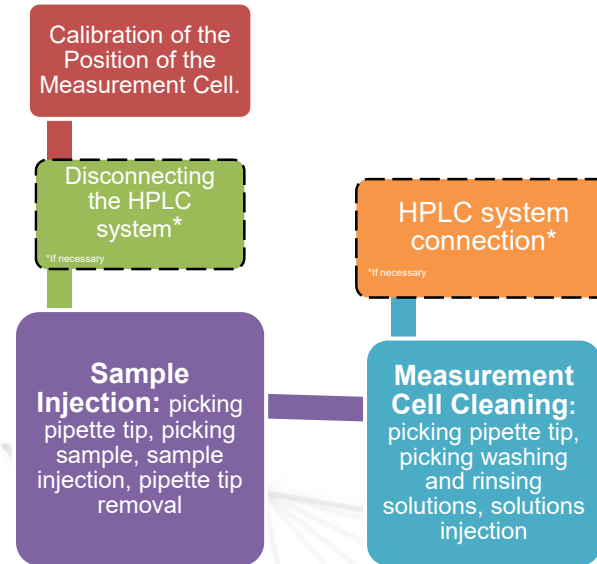 Calibration of the
Position of the
Measurement Cell.
Disconnecting
the HPLC
system*
*If necessary
Sample
Injection: picking
pipette tip, picking
sample, sample
injection, pipette tip
removal
HPLC system
connection*
*If necessary
Measurement
Cell Cleaning:
picking pipette tip,
picking washing
and rinsing
solutions, solutions
injection